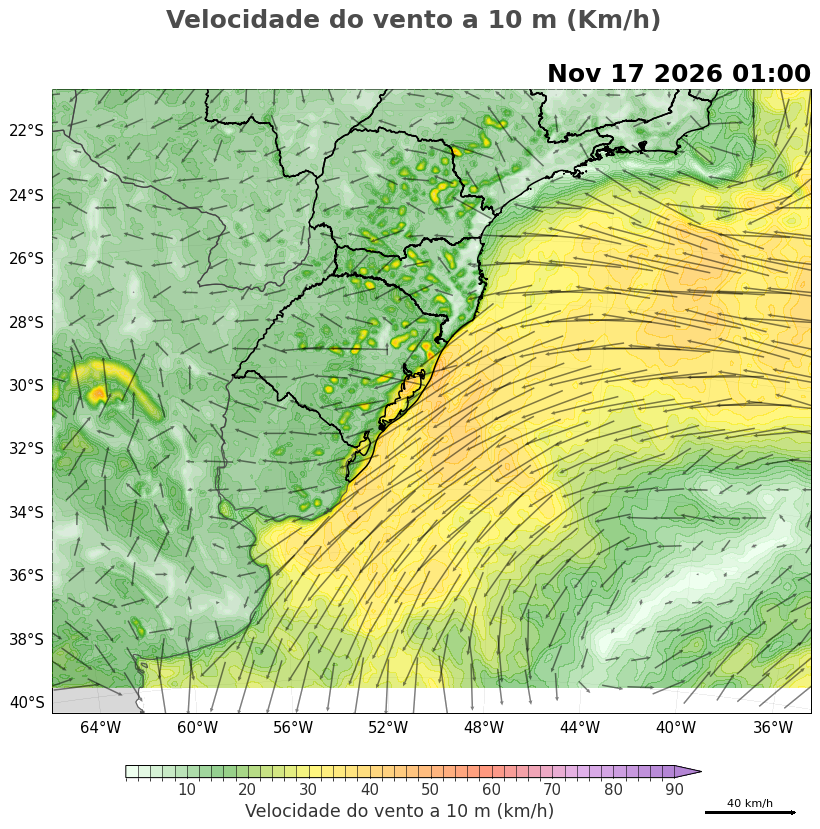 Velocidade do vento a 10 m (Km/h)
Nov 17 2026 01:00
22°S
24°S
26°S
28°S
30°S
32°S
34°S
36°S
38°S
40°S
64°W 60°W 56°W 52°W 48°W 44°W 40°W 36°W
10 20 30 40 50 60 70 80 90
Velocidade do vento a 10 m (km/h)
40 km/h